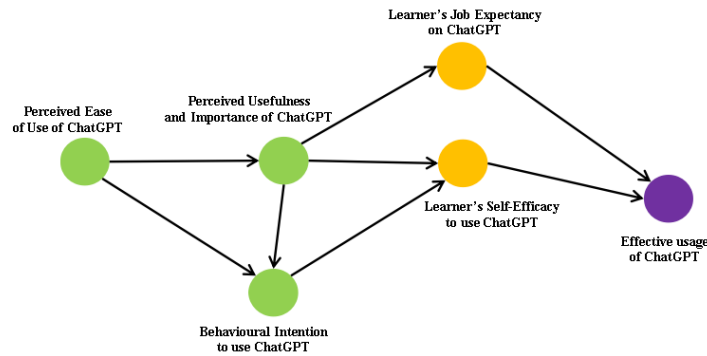 Learner's Job Expectancy
on ChatGPT
Perceived Ease
of Use of ChatGPT
Perceived Usefulness
and Importance of ChatGPT
Learner's Self-Efficacy
to use ChatGPT
Effective usage
of ChatGPT
Behavioural Intention
to use ChatGPT